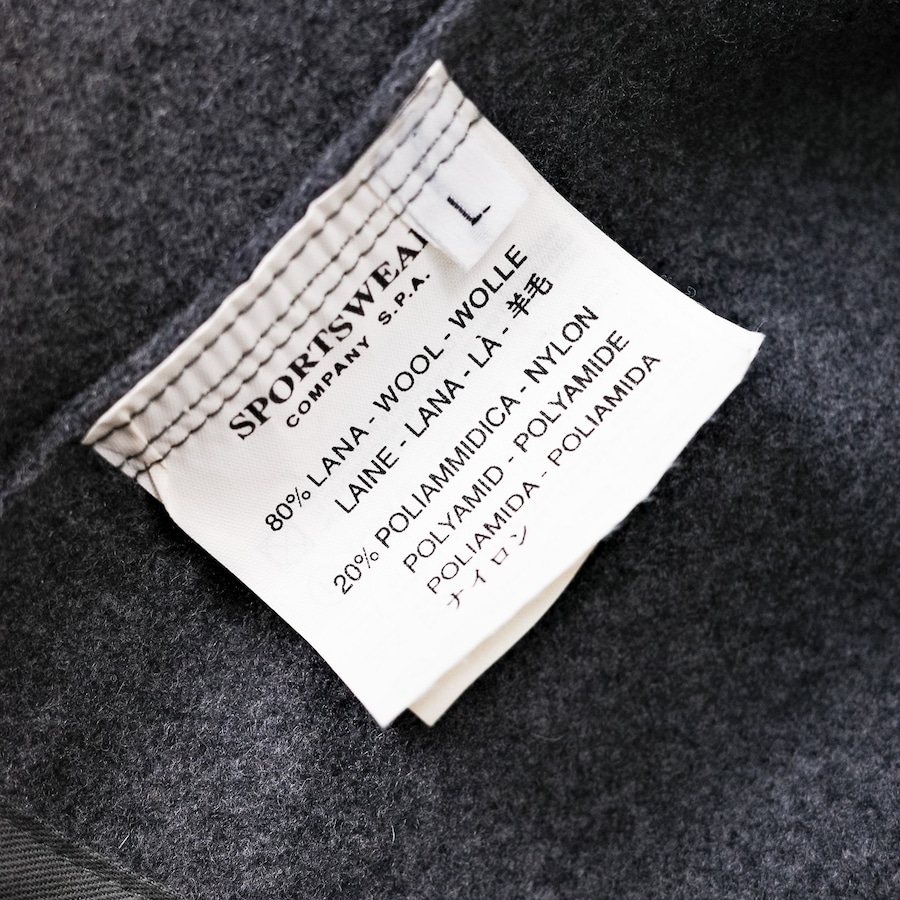 L
SPORTSWEAR
COMPANY S.P.A.
80% LANA - WOOL - WOLLE
LAINE - LANA - LÀ - 羊毛
20% POLIAMMIDICA - NYLON
POLYAMID - POLYAMIDE
POLIAMIDA - POLIAMIDA
ナイロン